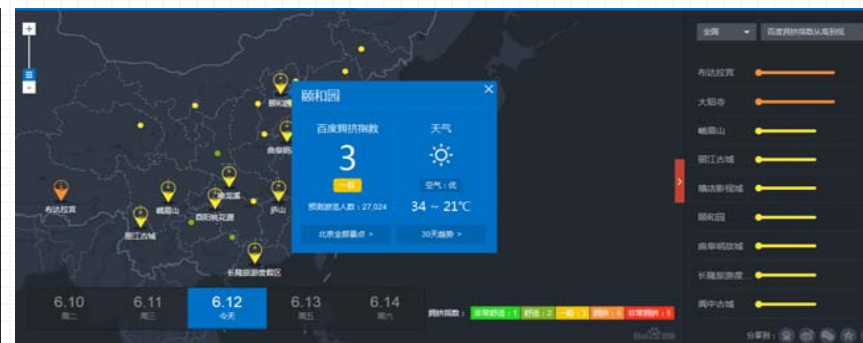 全国
百度拥挤指数从高到低
颐和园
百度拥挤指数
天气
3
一般
空气：优
预测游览人数：27,024
34 ~ 21℃
北京全部景点 »
30天趋势 »
布达拉宫
峨眉山
丽江古城
酉阳桃花源
庐山
长隆旅游度假区
布达拉宫
峨眉山
丽江古城
横店影视城
颐和园
曲阜明故城
长隆旅游度...
阆中古城
6.10
周二
6.11
周三
6.12
今天
6.13
周五
6.14
周六
拥挤指数：
非常舒适：1
舒适：2
一般：3
拥挤：4
非常拥挤：5
分享到：